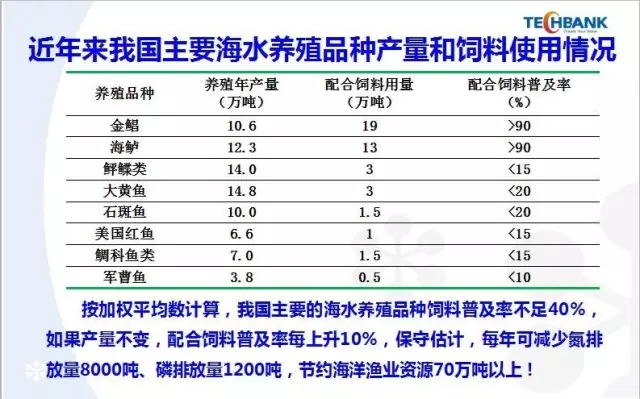 TECHBANK
Create Your Value
近年来我国主要海水养殖品种产量和饲料使用情况
养殖品种 养殖年产量（万吨） 配合饲料用量（万吨） 配合饲料普及率（%）
金鲳 10.6 19 >90
海鲈 12.3 13 >90
鲆鲽类 14.0 3 <15
大黄鱼 14.8 3 <20
石斑鱼 10.0 1.5 <20
美国红鱼 6.6 1 <15
鲷科鱼类 7.0 1.5 <15
军曹鱼 3.8 0.5 <10
按加权平均数计算，我国主要的海水养殖品种饲料普及率不足40%，
如果产量不变，配合饲料普及率每上升10%，保守估计，每年可减少氮排
放量8000吨、磷排放量1200吨，节约海洋渔业资源70万吨以上！